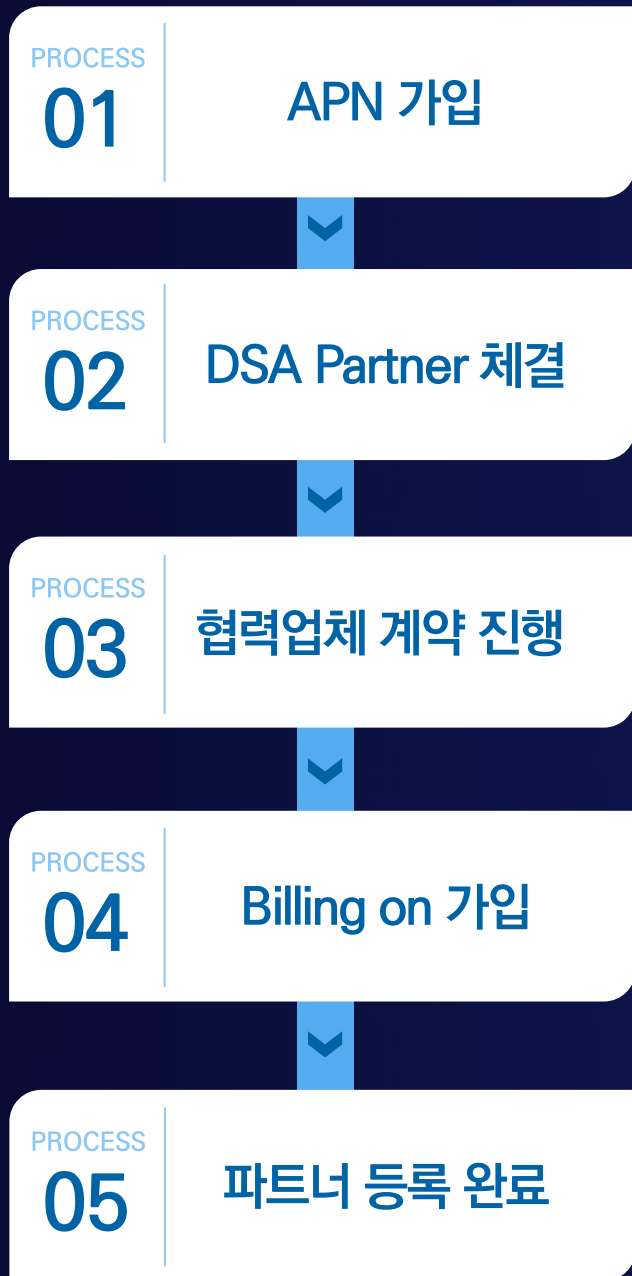 PROCESS
01
APN 가입
PROCESS
02
DSA Partner 체결
PROCESS
03
협력업체 계약 진행
PROCESS
04
Billing on 가입
PROCESS
05
파트너 등록 완료